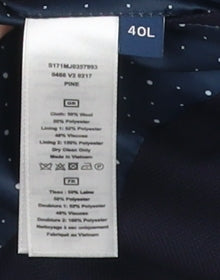 40L
S171MJ0357993
0466 V3 0217
PINE
GB
Cloth: 50% Wool
50% Polyester
Lining 1: 52% Polyester
48% Viscose
Lining 2: 100% Polyester
Dry Clean Only
Made in Vietnam
FR
Tissu : 50% Laine
50% Polyester
Doublure 1: 52% Polyester
48% Viscose
Doublure 2: 100% Polyester
Nettoyage à sec uniquement
Fabriqué au Vietnam